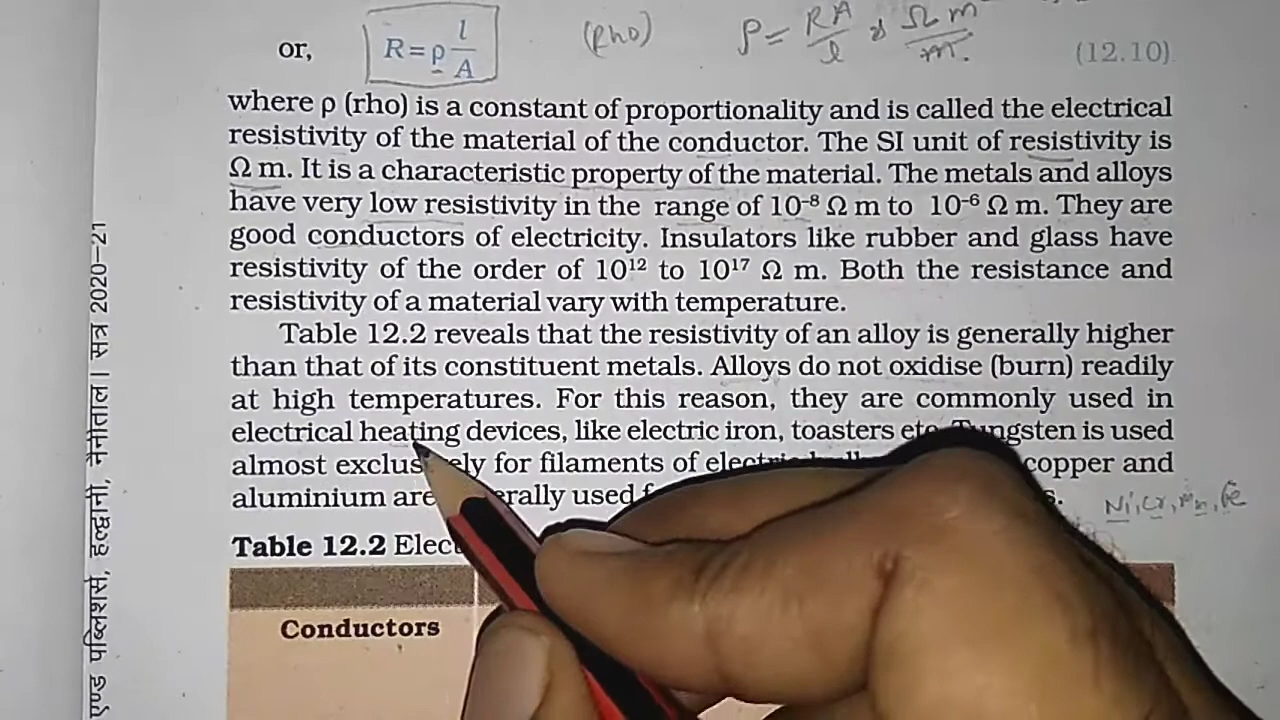 or, R = ρ l/A (Rho) ρ = RA/l Ω m/m. (12.10)
where ρ (rho) is a constant of proportionality and is called the electrical
resistivity of the material of the conductor. The SI unit of resistivity is
Ω m. It is a characteristic property of the material. The metals and alloys
have very low resistivity in the range of 10⁻⁸ Ω m to 10⁻⁶ Ω m. They are
good conductors of electricity. Insulators like rubber and glass have
resistivity of the order of 10¹² to 10¹⁷ Ω m. Both the resistance and
resistivity of a material vary with temperature.
Table 12.2 reveals that the resistivity of an alloy is generally higher
than that of its constituent metals. Alloys do not oxidise (burn) readily
at high temperatures. For this reason, they are commonly used in
electrical heating devices, like electric iron, toasters etc. Tungsten is used
almost exclusively for filaments of electric copper and
aluminium are generally used
Ni, Cr, Mn, Fe
Table 12.2
Conductors
एण्ड पब्लिशर्स, हल्द्वानी, नैनीताल। सत्र 2020–21